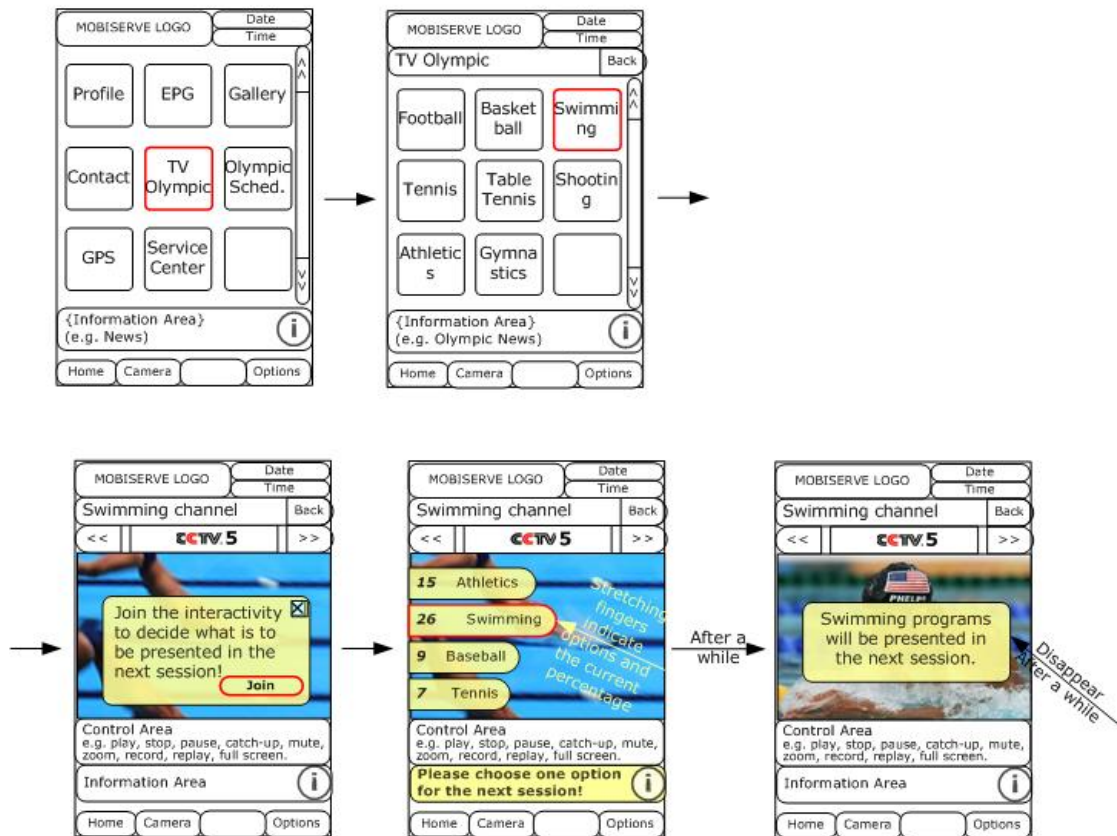 MOBISERVE LOGO
Date
Time
Profile
EPG
Gallery
Contact
TV
Olympic
Olympic
Sched.
GPS
Service
Center
{Information Area}
(e.g. News)
i
Home
Camera
Options
MOBISERVE LOGO
Date
Time
TV Olympic
Back
Football
Basket
ball
Swimmi
ng
Tennis
Table
Tennis
Shootin
g
Athletic
s
Gymna
stics
{Information Area}
(e.g. Olympic News)
i
Home
Camera
Options
MOBISERVE LOGO
Date
Time
Swimming channel
Back
<<
CCTV 5
>>
Join the interactivity
to decide what is to
be presented in the
next session!
Join
Control Area
e.g. play, stop, pause, catch-up, mute,
zoom, record, replay, full screen.
Information Area
i
Home
Camera
Options
MOBISERVE LOGO
Date
Time
Swimming channel
Back
<<
CCTV 5
>>
15 Athletics
26 Swimming
9 Baseball
7 Tennis
Stretching
fingers
indicate
options and
the current
percentage
Control Area
e.g. play, stop, pause, catch-up, mute,
zoom, record, replay, full screen.
Please choose one option
for the next session!
i
Home
Camera
Options
After a
while
MOBISERVE LOGO
Date
Time
Swimming channel
Back
<<
CCTV 5
>>
PHELPS
Swimming programs
will be presented in
the next session.
Disappear
After a while
Control Area
e.g. play, stop, pause, catch-up, mute,
zoom, record, replay, full screen.
Information Area
i
Home
Camera
Options